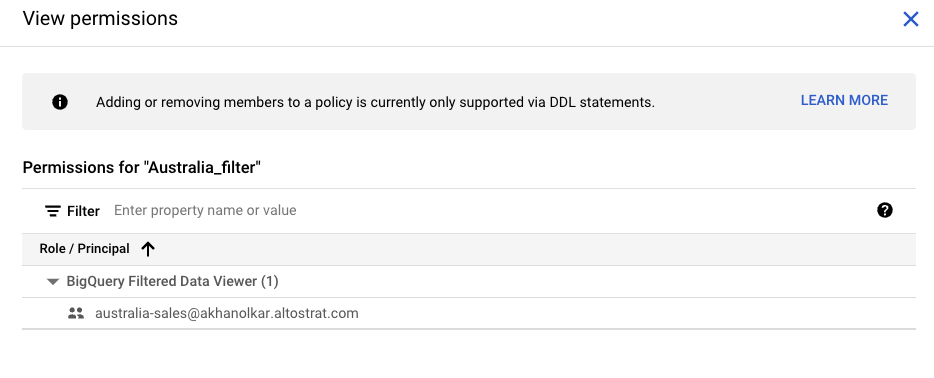 View permissions
Adding or removing members to a policy is currently only supported via DDL statements. LEARN MORE
Permissions for "Australia_filter"
Filter Enter property name or value
Role / Principal
BigQuery Filtered Data Viewer (1)
australia-sales@akhanolkar.altostrat.com